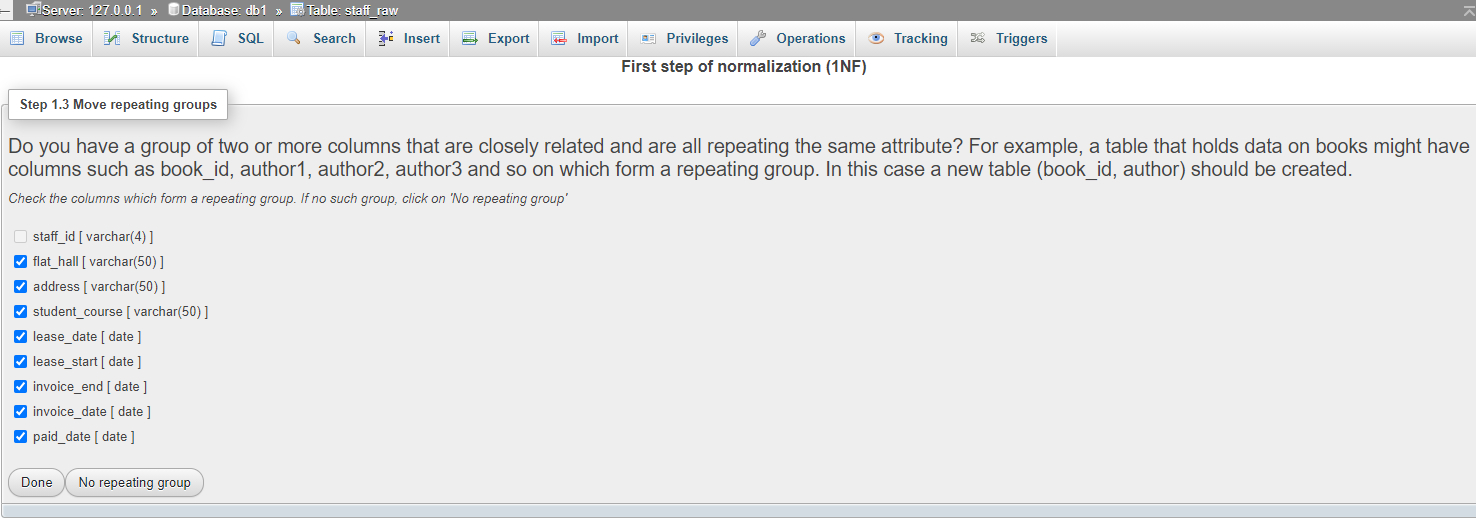 Server: 127.0.0.1 » Database: db1 » Table: staff_raw
Browse Structure SQL Search Insert Export Import Privileges Operations Tracking Triggers
First step of normalization (1NF)
Step 1.3 Move repeating groups
Do you have a group of two or more columns that are closely related and are all repeating the same attribute? For example, a table that holds data on books might have
columns such as book_id, author1, author2, author3 and so on which form a repeating group. In this case a new table (book_id, author) should be created.
Check the columns which form a repeating group. If no such group, click on 'No repeating group'
staff_id [ varchar(4) ]
flat_hall [ varchar(50) ]
address [ varchar(50) ]
student_course [ varchar(50) ]
lease_date [ date ]
lease_start [ date ]
invoice_end [ date ]
invoice_date [ date ]
paid_date [ date ]
Done No repeating group